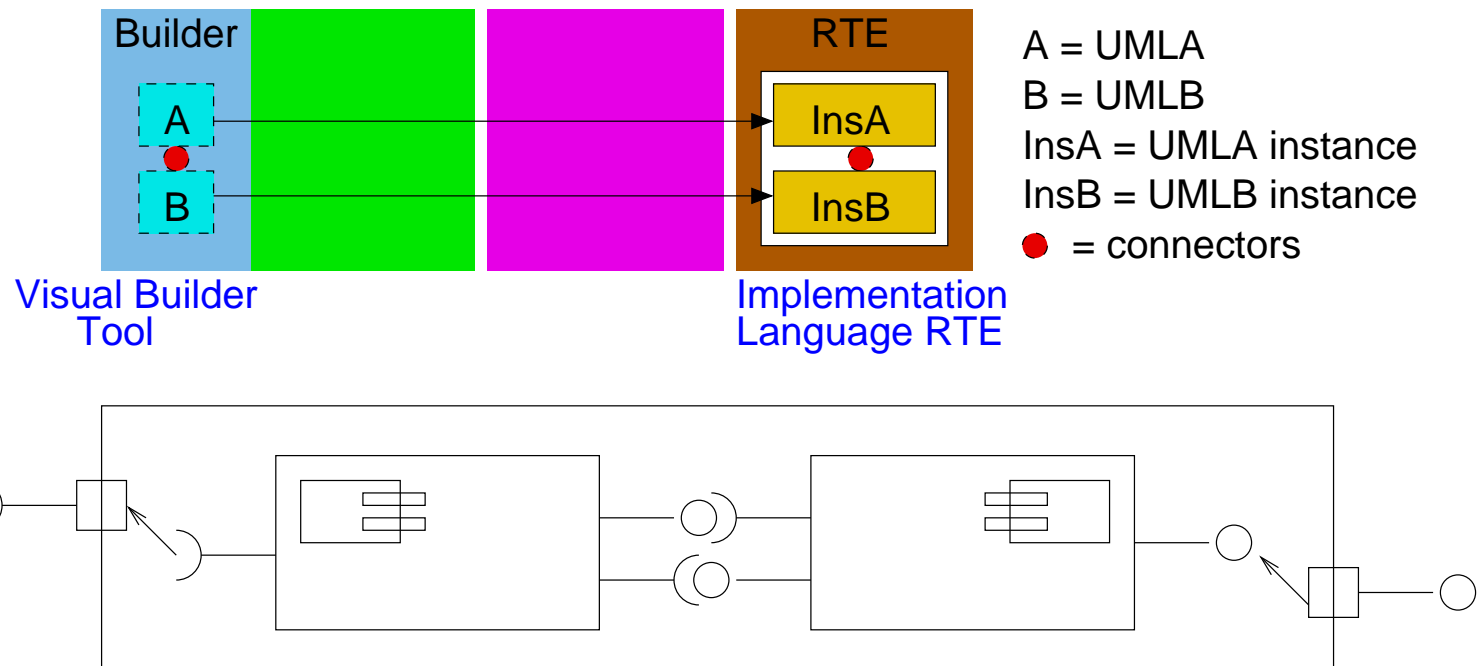 Builder
RTE
A
B
InsA
InsB
A = UMLA
B = UMLB
InsA = UMLA instance
InsB = UMLB instance
= connectors
Visual Builder
Tool
Implementation
Language RTE